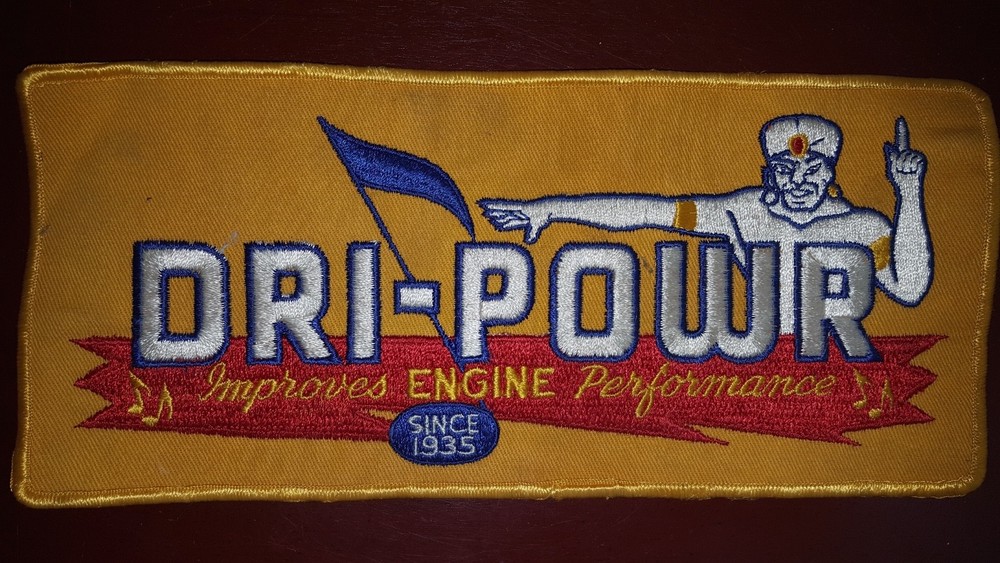 DRI-POWR
Improves ENGINE Performance
SINCE
1935